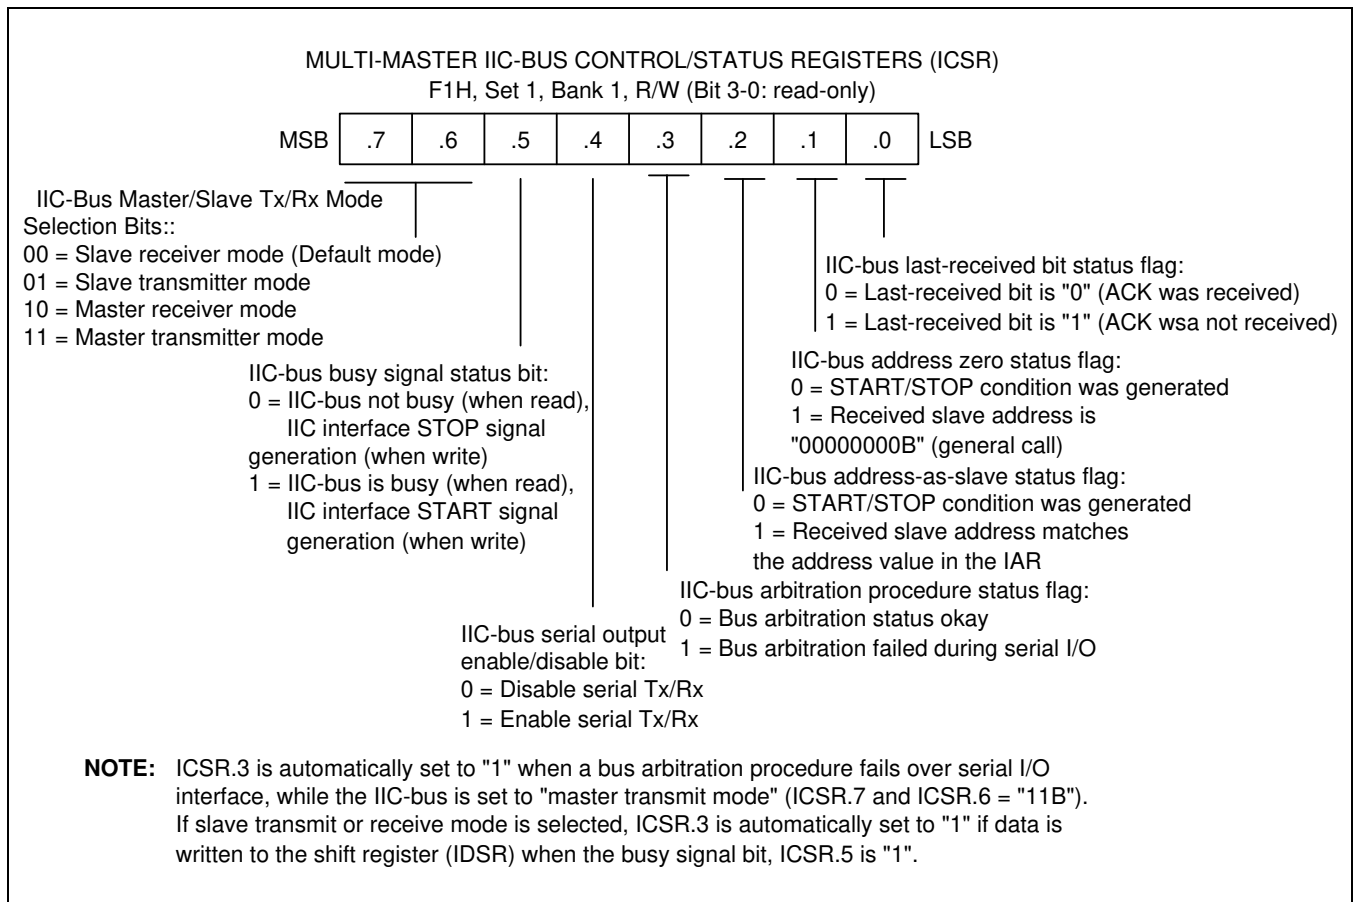 MULTI-MASTER IIC-BUS CONTROL/STATUS REGISTERS (ICSR)
F1H, Set 1, Bank 1, R/W (Bit 3-0: read-only)
MSB .7 .6 .5 .4 .3 .2 .1 .0 LSB
IIC-Bus Master/Slave Tx/Rx Mode
Selection Bits::
00 = Slave receiver mode (Default mode)
01 = Slave transmitter mode
10 = Master receiver mode
11 = Master transmitter mode
IIC-bus busy signal status bit:
0 = IIC-bus not busy (when read),
IIC interface STOP signal
generation (when write)
1 = IIC-bus is busy (when read),
IIC interface START signal
generation (when write)
IIC-bus serial output
enable/disable bit:
0 = Disable serial Tx/Rx
1 = Enable serial Tx/Rx
IIC-bus arbitration procedure status flag:
0 = Bus arbitration status okay
1 = Bus arbitration failed during serial I/O
IIC-bus address-as-slave status flag:
0 = START/STOP condition was generated
1 = Received slave address matches
the address value in the IAR
IIC-bus address zero status flag:
0 = START/STOP condition was generated
1 = Received slave address is
"00000000B" (general call)
IIC-bus last-received bit status flag:
0 = Last-received bit is "0" (ACK was received)
1 = Last-received bit is "1" (ACK wsa not received)
NOTE: ICSR.3 is automatically set to "1" when a bus arbitration procedure fails over serial I/O
interface, while the IIC-bus is set to "master transmit mode" (ICSR.7 and ICSR.6 = "11B").
If slave transmit or receive mode is selected, ICSR.3 is automatically set to "1" if data is
written to the shift register (IDSR) when the busy signal bit, ICSR.5 is "1".